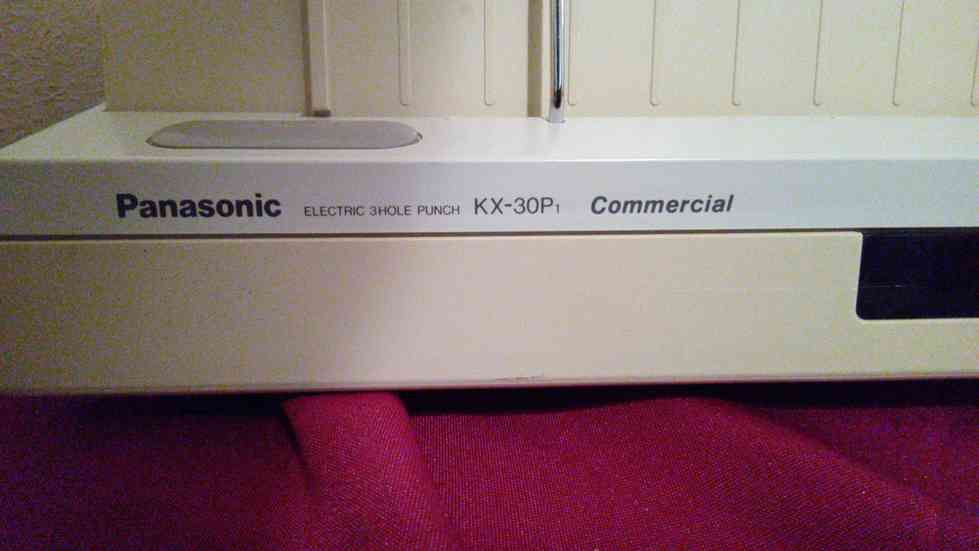 Panasonic ELECTRIC 3HOLE PUNCH KX-30P1 Commercial